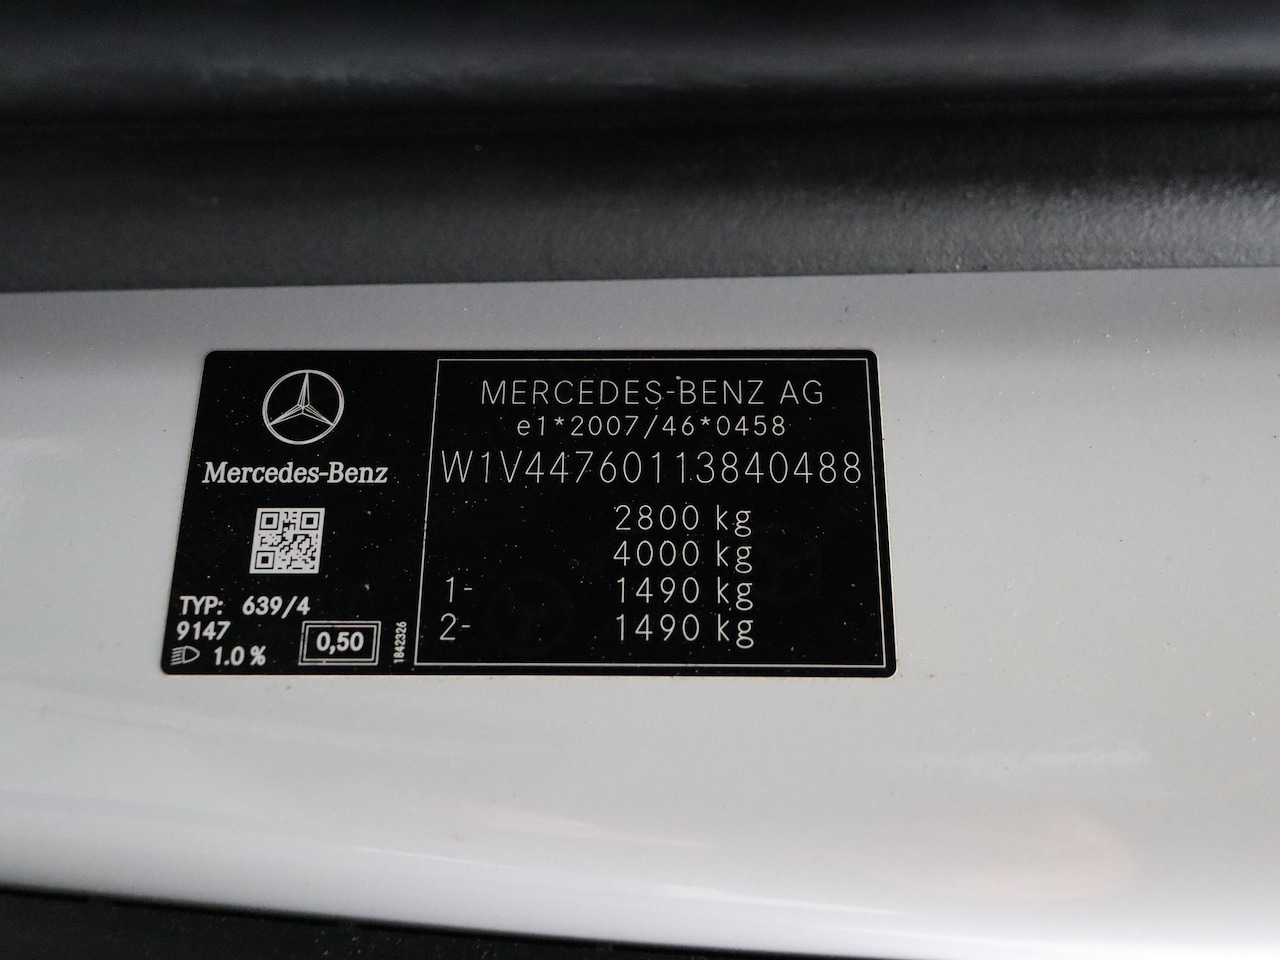 Mercedes-Benz
TYP: 639/4
9147
1.0 %
0,50
1842326
MERCEDES-BENZ AG
e1*2007/46*0458
W1V44760113840488
2800 kg
4000 kg
1- 1490 kg
2- 1490 kg